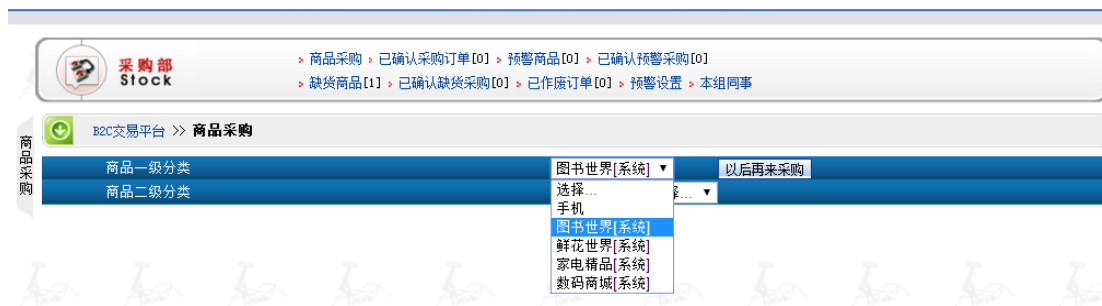 采购部
Stock
» 商品采购 » 已确认采购订单[0] » 预警商品[0] » 已确认预警采购[0]
» 缺货商品[1] » 已确认缺货采购[0] » 已作废订单[0] » 预警设置 » 本组同事
商品采购
B2C交易平台 >> 商品采购
商品一级分类 图书世界[系统] ▼ 以后再来采购
商品二级分类 ... ▼
选择...
手机
图书世界[系统]
鲜花世界[系统]
家电精品[系统]
数码商城[系统]